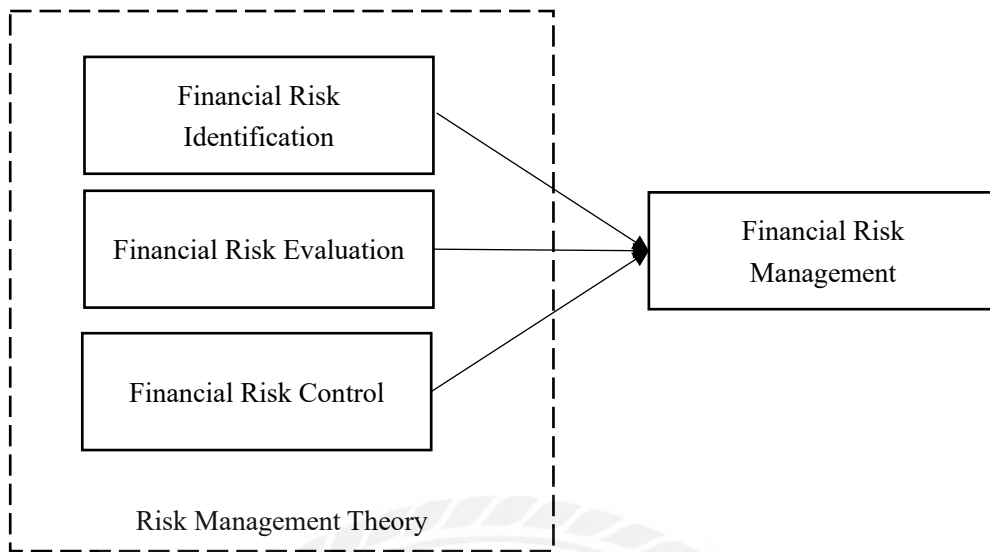 Financial Risk
Identification
Financial Risk Evaluation
Financial Risk
Management
Financial Risk Control
Risk Management Theory